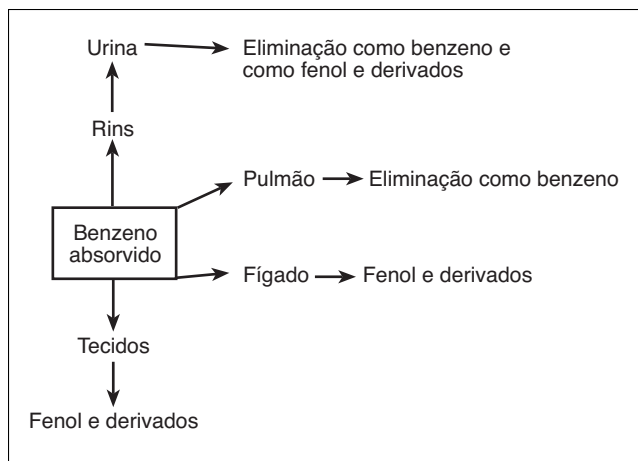 Urina
Eliminação como benzeno e
como fenol e derivados
Rins
Pulmão
Eliminação como benzeno
Benzeno
absorvido
Fígado
Fenol e derivados
Tecidos
Fenol e derivados